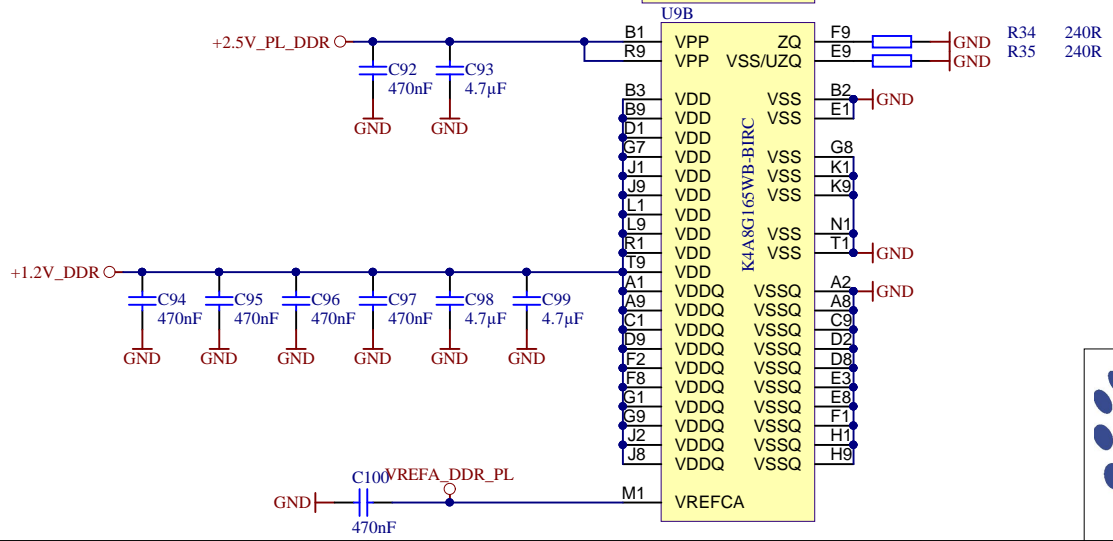 U9B
+2.5V_PL_DDR
B1 VPP ZQ F9 GND R34 240R
R9 VPP VSS/UZQ E9 GND R35 240R
C92 C93
470nF 4.7µF
GND GND
B3 VDD VSS B2 GND
B9 VDD VSS E1
D1 VDD
G7 VDD VSS G8
J1 VDD VSS K1
J9 VDD VSS K9
L1 VDD
L9 VDD VSS N1
R1 VDD VSS T1 GND
+1.2V_DDR T9 VDD
K4A8G165WB-BIRC
A1 VDDQ VSSQ A2 GND
A9 VDDQ VSSQ A8
C1 VDDQ VSSQ C9
D9 VDDQ VSSQ D2
F2 VDDQ VSSQ D8
F8 VDDQ VSSQ E3
G1 VDDQ VSSQ E8
G9 VDDQ VSSQ F1
J2 VDDQ VSSQ H1
J8 VDDQ VSSQ H9
C94 C95 C96 C97 C98 C99
470nF 470nF 470nF 470nF 4.7µF 4.7µF
GND GND GND GND GND GND
C100 VREFA_DDR_PL
GND M1 VREFCA
470nF